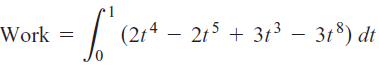 Work = ∫₀¹ (2t⁴ − 2t⁵ + 3t³ − 3t⁸) dt